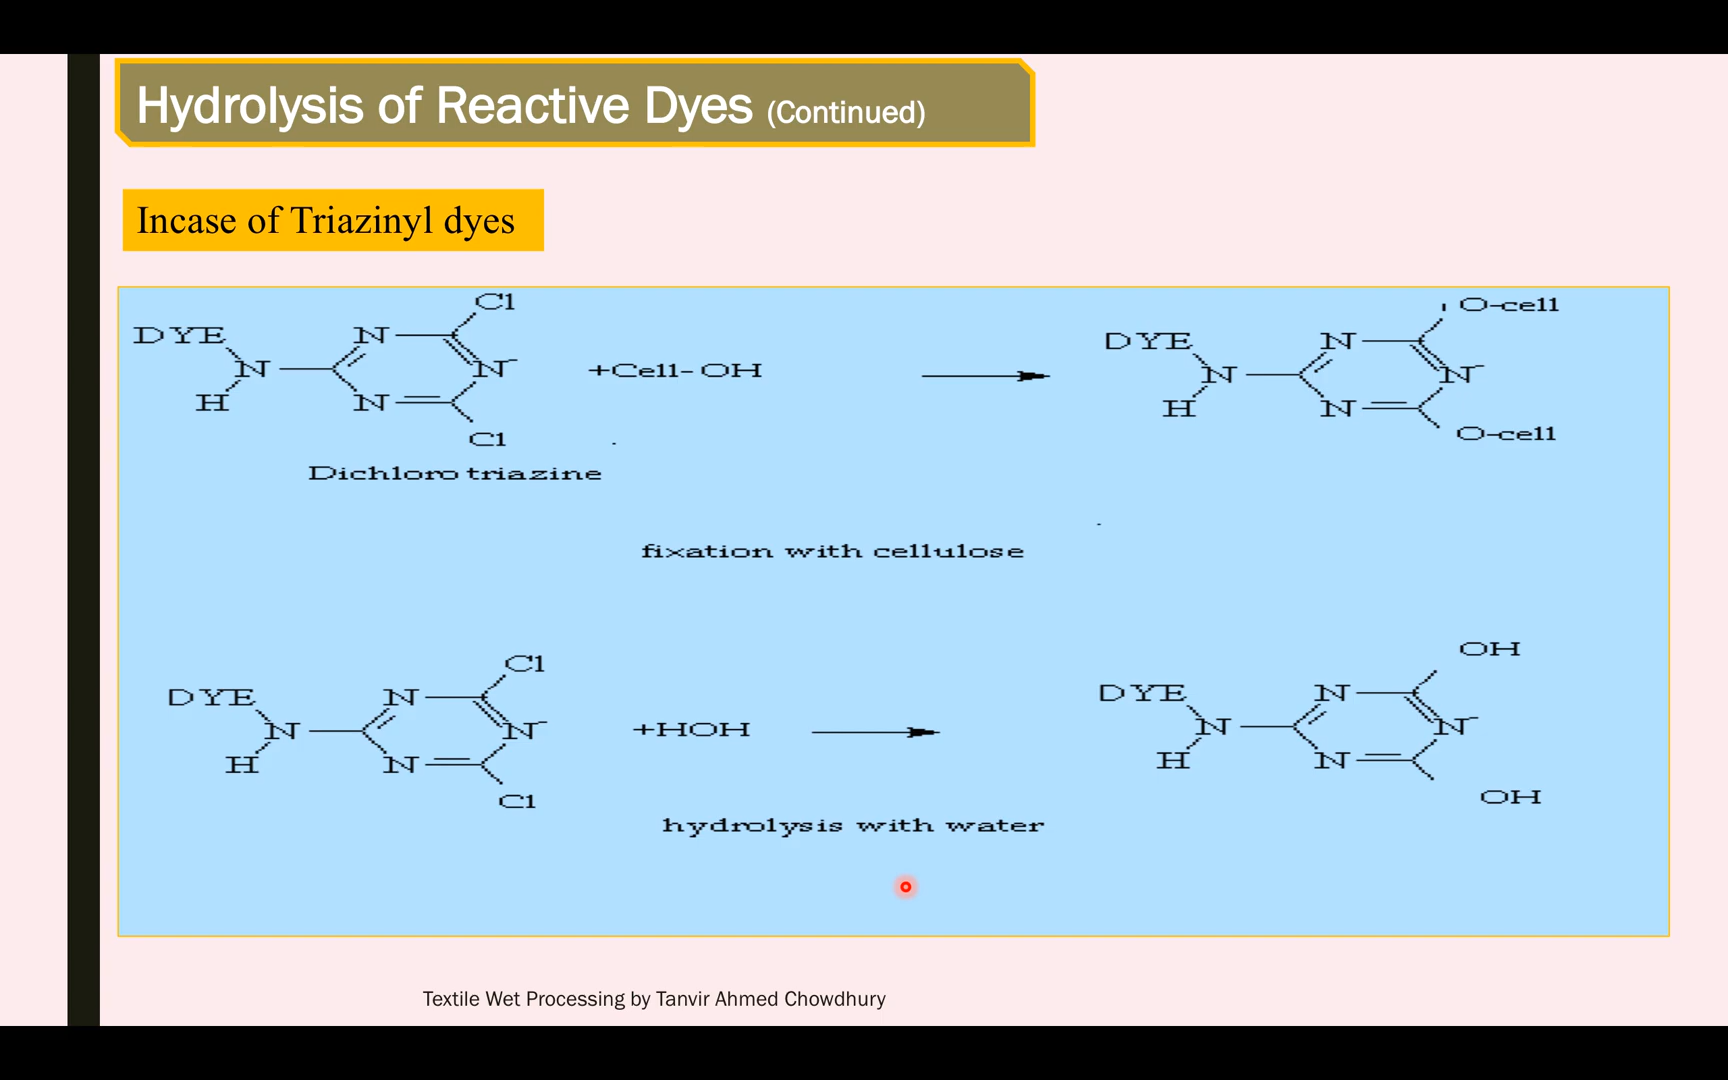 Hydrolysis of Reactive Dyes (Continued)
Incase of Triazinyl dyes
Cl
DYE N
N N-
H N
Cl
+Cell-OH
O-cell
DYE N
N N-
H N
O-cell
Dichloro triazine
fixation with cellulose
Cl
DYE N
N N-
H N
Cl
+HOH
OH
DYE N
N N-
H N
OH
hydrolysis with water
Textile Wet Processing by Tanvir Ahmed Chowdhury